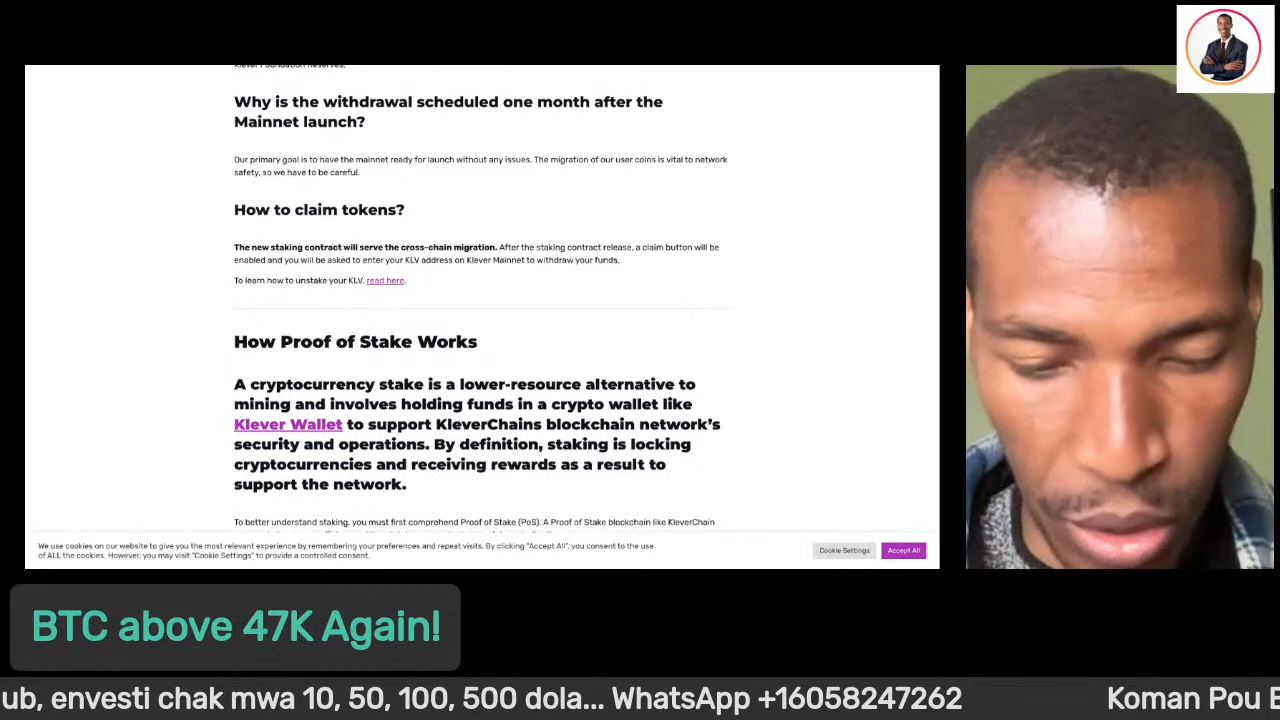 Klever Foundation Reserves.
Why is the withdrawal scheduled one month after the
Mainnet launch?
Our primary goal is to have the mainnet ready for launch without any issues. The migration of our user coins is vital to network
safety, so we have to be careful.
How to claim tokens?
The new staking contract will serve the cross-chain migration. After the staking contract release, a claim button will be
enabled and you will be asked to enter your KLV address on Klever Mainnet to withdraw your funds.
To learn how to unstake your KLV, read here.
How Proof of Stake Works
A cryptocurrency stake is a lower-resource alternative to
mining and involves holding funds in a crypto wallet like
Klever Wallet to support KleverChains blockchain network's
security and operations. By definition, staking is locking
cryptocurrencies and receiving rewards as a result to
support the network.
To better understand staking, you must first comprehend Proof of Stake (PoS). A Proof of Stake blockchain like KleverChain
We use cookies on our website to give you the most relevant experience by remembering your preferences and repeat visits. By clinking "Accept All", you consent to the use
of ALL the cookies. However, you may visit "Cookie Settings" to provide a controlled consent.
Cookie Settings
Accept All
BTC above 47K Again!
ub, envesti chak mwa 10, 50, 100, 500 dola... WhatsApp +16058247262 Koman Pou E